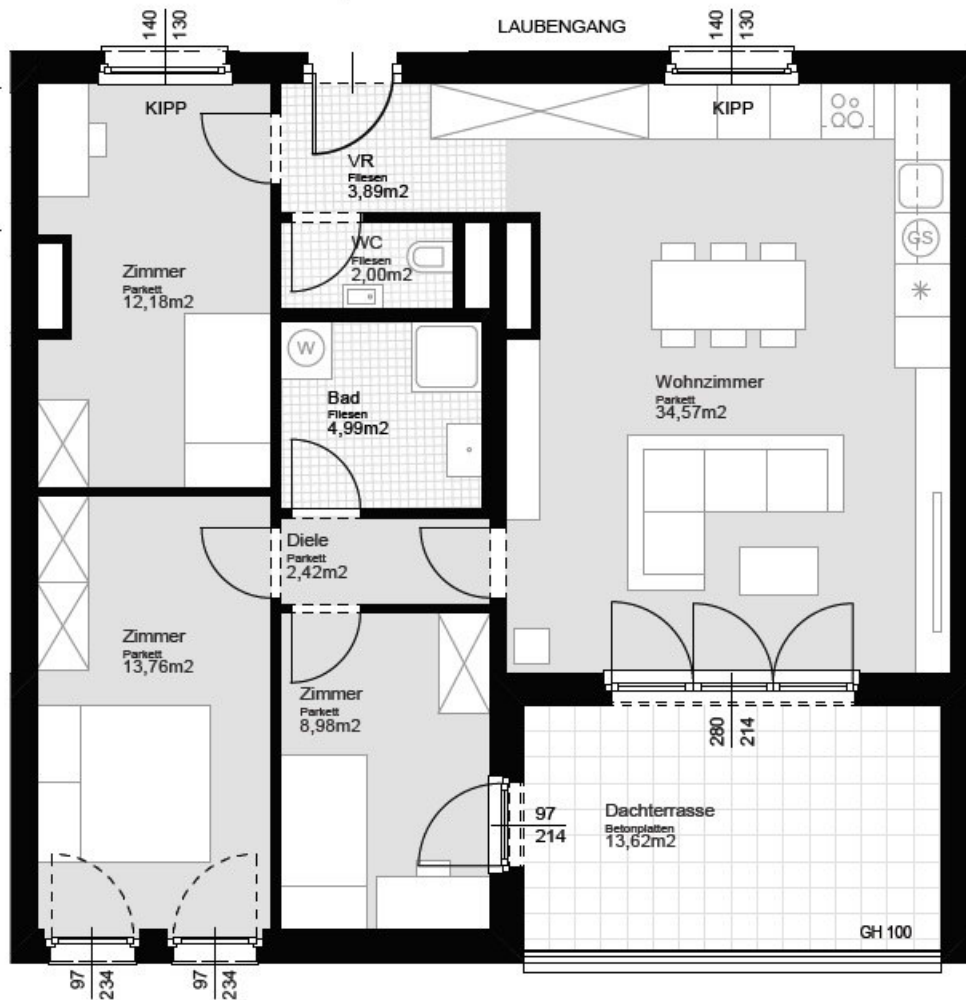 LAUBENGANG
140 130
140 130
KIPP
KIPP
VR
Fliesen
3,89m2
WC
Fliesen
2,00m2
GS
Zimmer
Parkett
12,18m2
W
Bad
Fliesen
4,99m2
Wohnzimmer
Parkett
34,57m2
Diele
Parkett
2,42m2
Zimmer
Parkett
13,76m2
Zimmer
Parkett
8,98m2
280 214
97
214
Dachterrasse
Betonplatten
13,62m2
GH 100
97 234
97 234